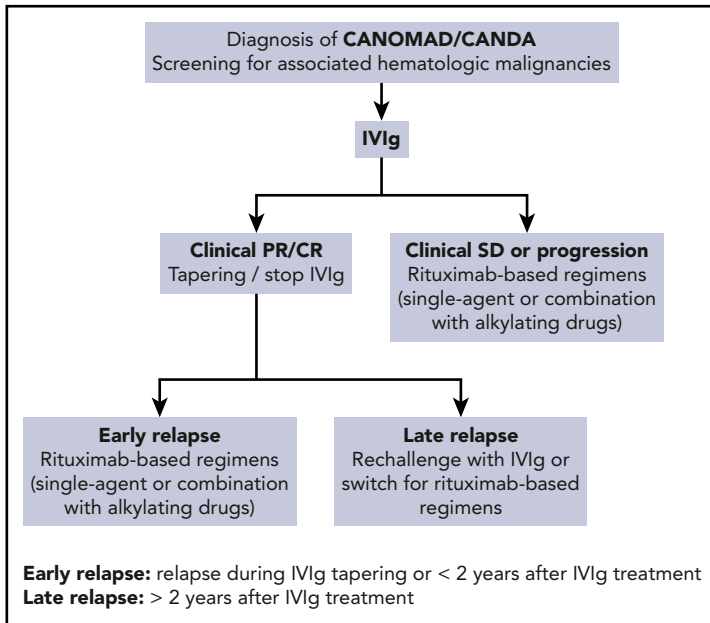 Diagnosis of CANOMAD/CANDA
Screening for associated hematologic malignancies
IVIg
Clinical PR/CR
Tapering / stop IVIg
Clinical SD or progression
Rituximab-based regimens
(single-agent or combination
with alkylating drugs)
Early relapse
Rituximab-based regimens
(single-agent or combination
with alkylating drugs)
Late relapse
Rechallenge with IVIg or
switch for rituximab-based
regimens
Early relapse: relapse during IVIg tapering or < 2 years after IVIg treatment
Late relapse: > 2 years after IVIg treatment